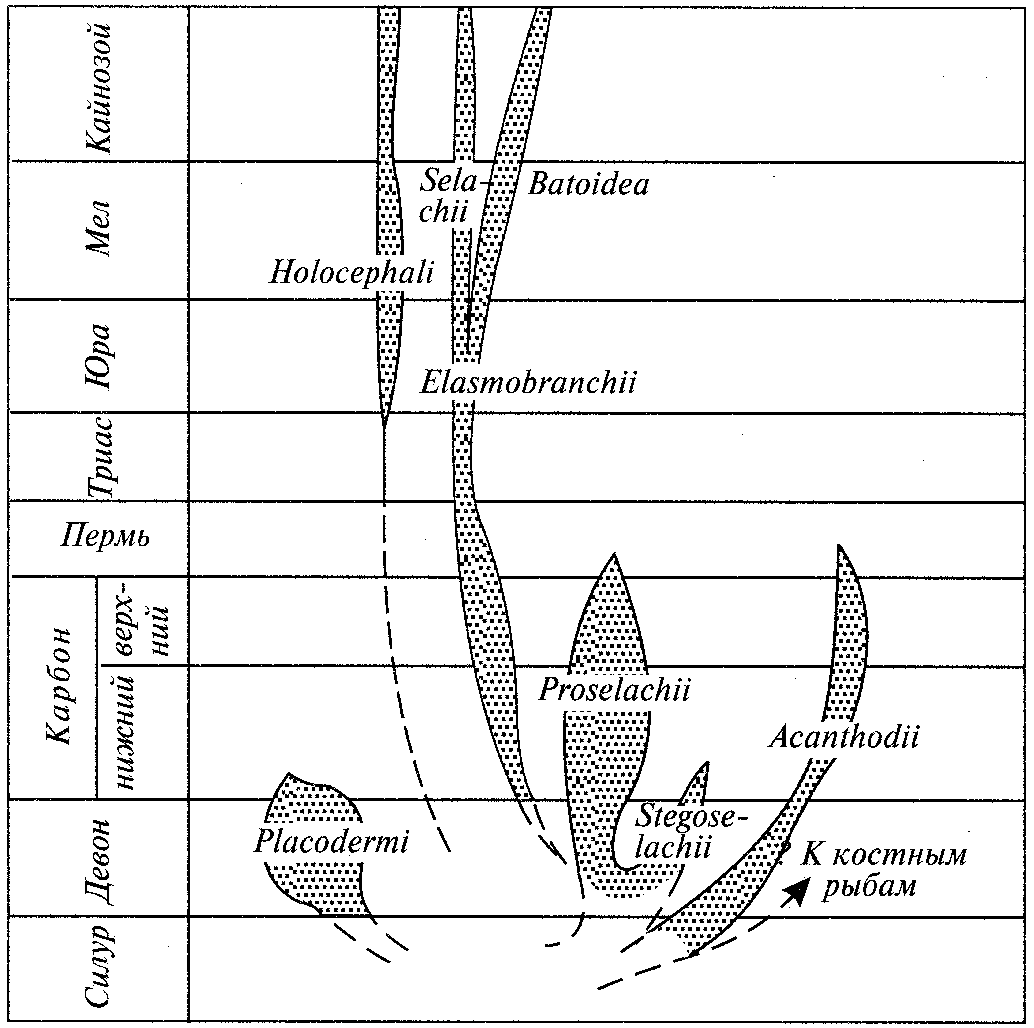 Кайнозой
Мел
Юра
Триас
Пермь
Карбон
верх-
ний
нижний
Девон
Силур
Sela-
chii
Batoidea
Holocephali
Elasmobranchii
Proselachii
Acanthodii
Stegose-
lachii
Placodermi
? К костным
рыбам